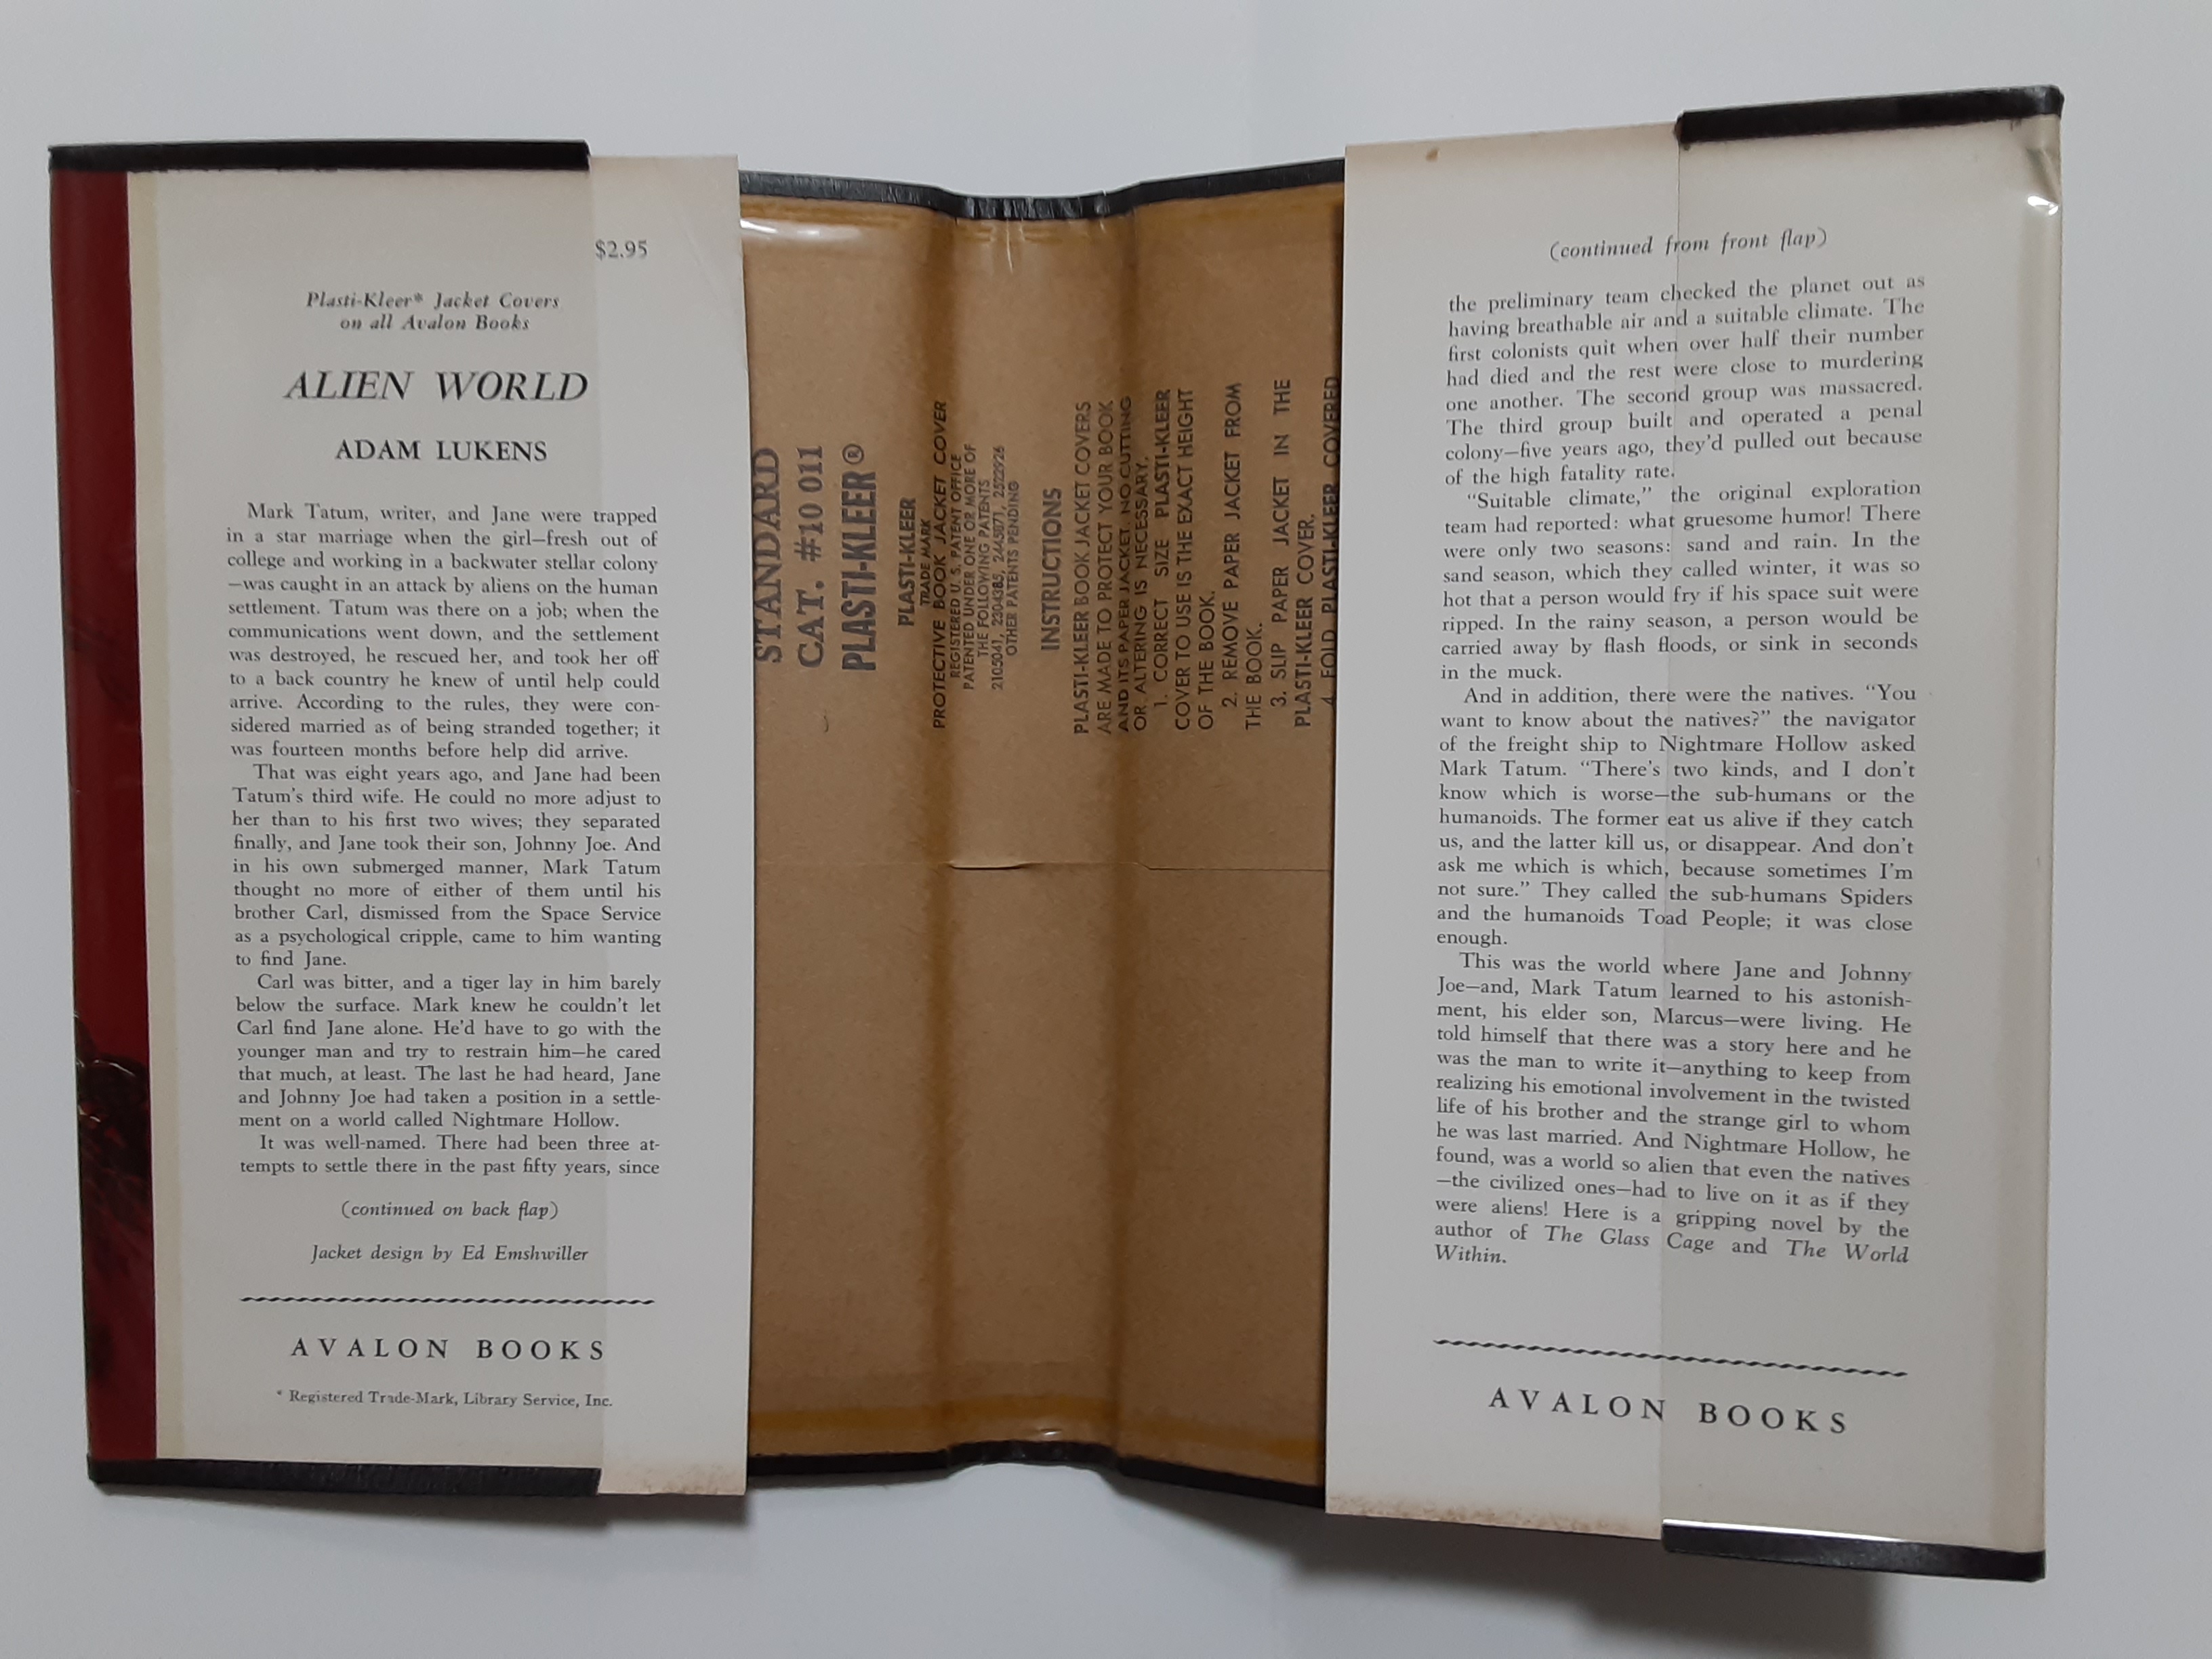 $2.95
Plasti-Kleer* Jacket Covers
on all Avalon Books
ALIEN WORLD
ADAM LUKENS
Mark Tatum, writer, and Jane were trapped
in a star marriage when the girl—fresh out of
college and working in a backwater stellar colony
—was caught in an attack by aliens on the human
settlement. Tatum was there on a job; when the
communications went down, and the settlement
was destroyed, he rescued her, and took her off
to a back country he knew of until help could
arrive. According to the rules, they were con-
sidered married as of being stranded together; it
was fourteen months before help did arrive.
That was eight years ago, and Jane had been
Tatum's third wife. He could no more adjust to
her than to his first two wives; they separated
finally, and Jane took their son, Johnny Joe. And
in his own submerged manner, Mark Tatum
thought no more of either of them until his
brother Carl, dismissed from the Space Service
as a psychological cripple, came to him wanting
to find Jane.
Carl was bitter, and a tiger lay in him barely
below the surface. Mark knew he couldn't let
Carl find Jane alone. He'd have to go with the
younger man and try to restrain him—he cared
that much, at least. The last he had heard, Jane
and Johnny Joe had taken a position in a settle-
ment on a world called Nightmare Hollow.
It was well-named. There had been three at-
tempts to settle there in the past fifty years, since
(continued on back flap)
Jacket design by Ed Emshwiller
AVALON BOOKS
* Registered Trade-Mark, Library Service, Inc.
STANDARD
CAT. #10 011
PLASTI-KLEER®
PLASTI-KLEER
TRADE MARK
PROTECTIVE BOOK JACKET COVER
REGISTERED U. S. PATENT OFFICE
PATENTED UNDER ONE OR MORE OF
THE FOLLOWING PATENTS
2105041, 2304385, 2445871, 2522926
OTHER PATENTS PENDING
INSTRUCTIONS
PLASTI-KLEER BOOK JACKET COVERS
ARE MADE TO PROTECT YOUR BOOK
AND ITS PAPER JACKET. NO CUTTING
OR ALTERING IS NECESSARY.
1. CORRECT SIZE PLASTI-KLEER
COVER TO USE IS THE EXACT HEIGHT
OF THE BOOK.
2. REMOVE PAPER JACKET FROM
THE BOOK.
3. SLIP PAPER JACKET IN THE
PLASTI-KLEER COVER.
4. FOLD PLASTI-KLEER COVERED
(continued from front flap)
the preliminary team checked the planet out as
having breathable air and a suitable climate. The
first colonists quit when over half their number
had died and the rest were close to murdering
one another. The second group was massacred.
The third group built and operated a penal
colony—five years ago, they'd pulled out because
of the high fatality rate.
"Suitable climate," the original exploration
team had reported: what gruesome humor! There
were only two seasons: sand and rain. In the
sand season, which they called winter, it was so
hot that a person would fry if his space suit were
ripped. In the rainy season, a person would be
carried away by flash floods, or sink in seconds
in the muck.
And in addition, there were the natives. "You
want to know about the natives?" the navigator
of the freight ship to Nightmare Hollow asked
Mark Tatum. "There's two kinds, and I don't
know which is worse—the sub-humans or the
humanoids. The former eat us alive if they catch
us, and the latter kill us, or disappear. And don't
ask me which is which, because sometimes I'm
not sure." They called the sub-humans Spiders
and the humanoids Toad People; it was close
enough.
This was the world where Jane and Johnny
Joe—and, Mark Tatum learned to his astonish-
ment, his elder son, Marcus—were living. He
told himself that there was a story here and he
was the man to write it—anything to keep from
realizing his emotional involvement in the twisted
life of his brother and the strange girl to whom
he was last married. And Nightmare Hollow, he
found, was a world so alien that even the natives
—the civilized ones—had to live on it as if they
were aliens! Here is a gripping novel by the
author of The Glass Cage and The World
Within.
AVALON BOOKS